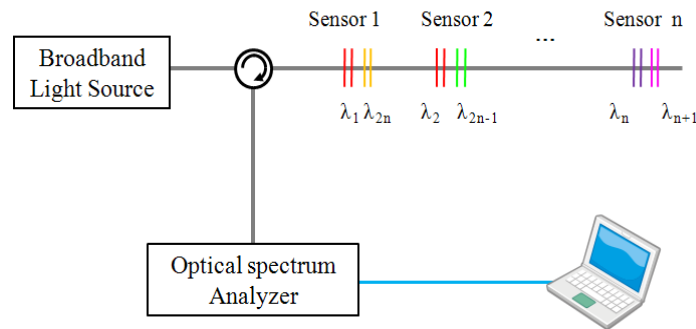 Sensor 1
Sensor 2
...
Sensor n
Broadband
Light Source
λ1
λ2n
λ2
λ2n-1
λn
λn+1
Optical spectrum
Analyzer